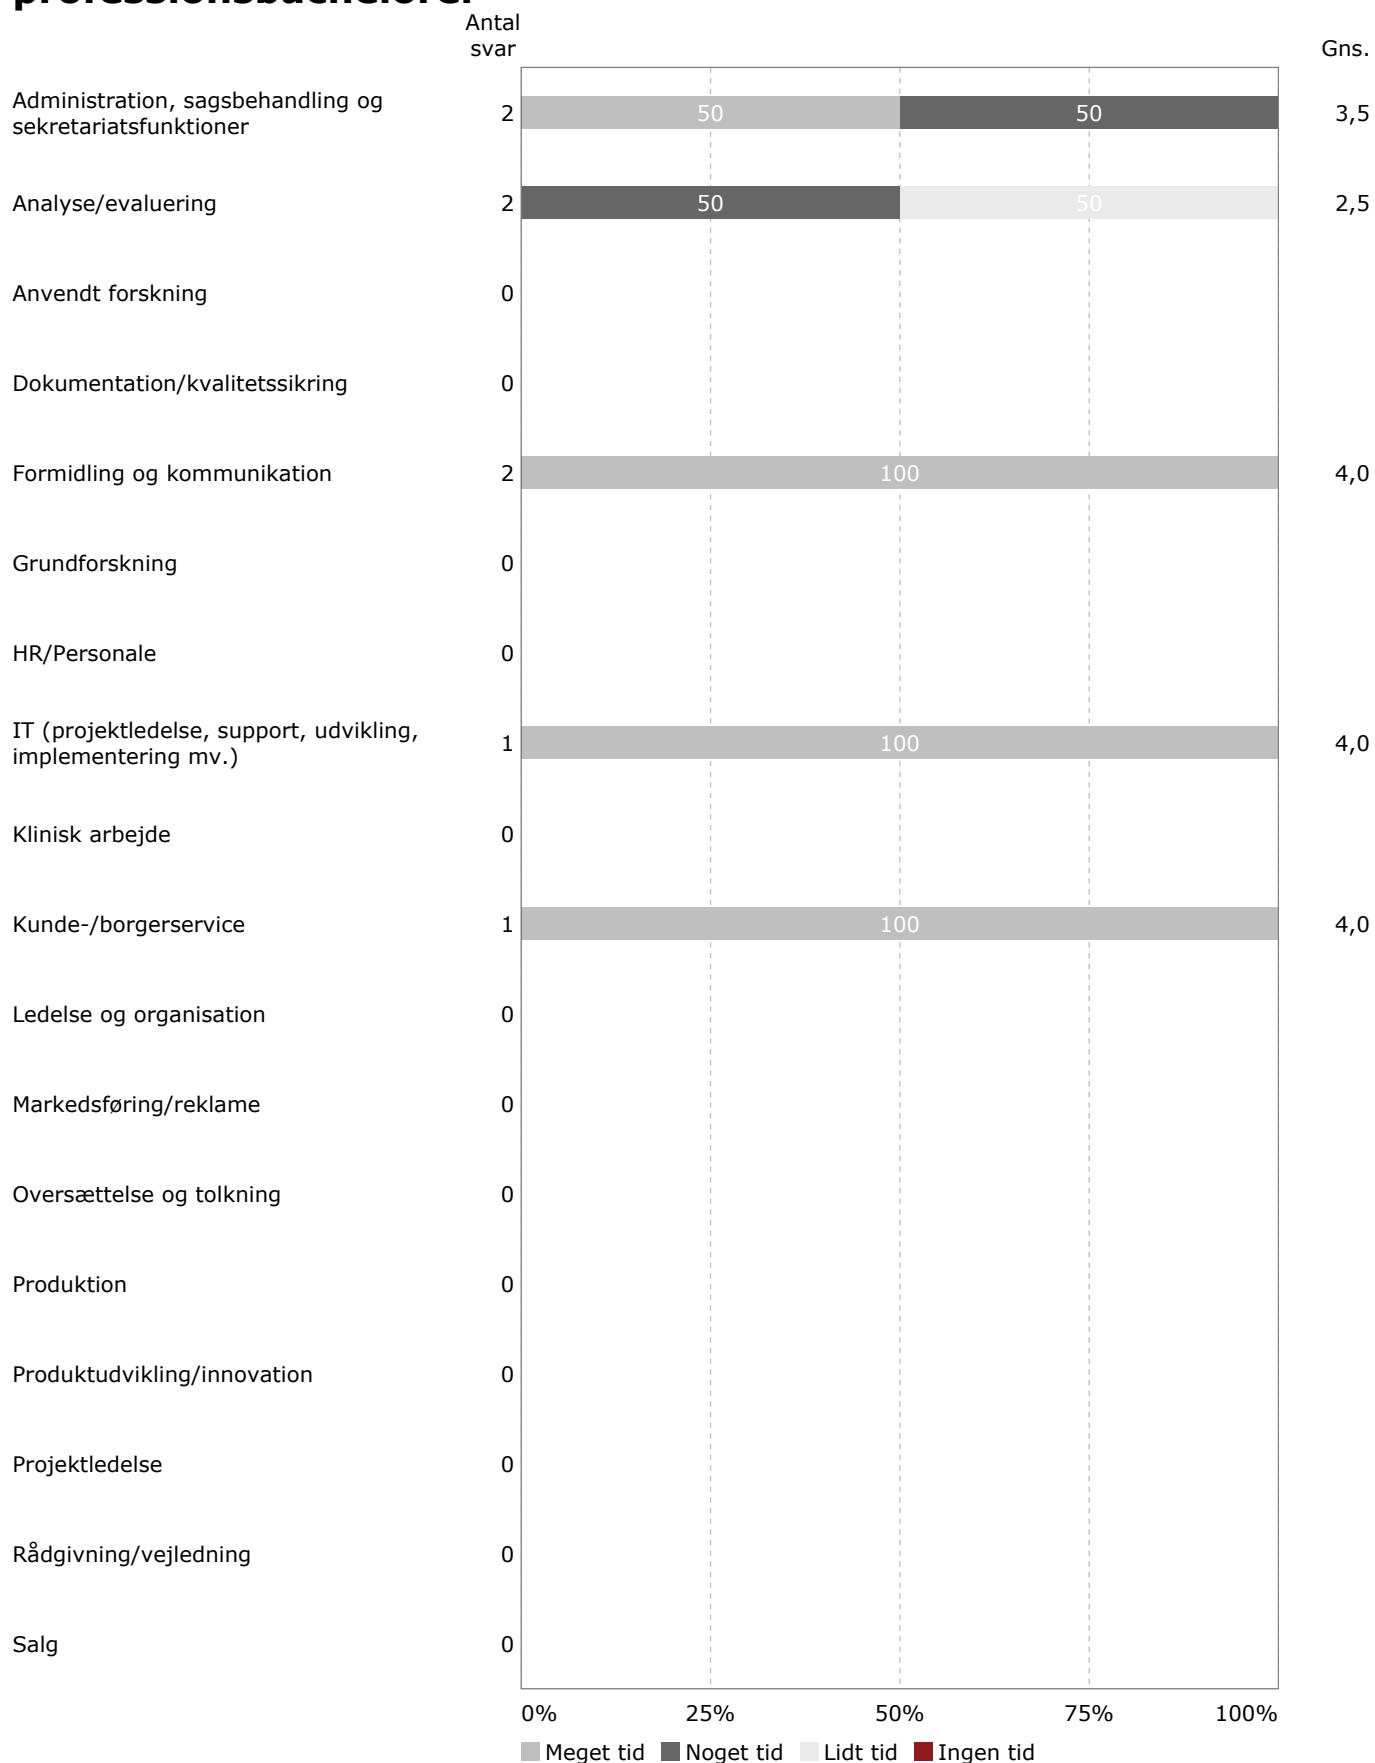 professionsbachelorer
Antal
svar
Gns.
Administration, sagsbehandling og
sekretariatsfunktioner
2
50
50
3,5
Analyse/evaluering
2
50
50
2,5
Anvendt forskning
0
Dokumentation/kvalitetssikring
0
Formidling og kommunikation
2
100
4,0
Grundforskning
0
HR/Personale
0
IT (projektledelse, support, udvikling,
implementering mv.)
1
100
4,0
Klinisk arbejde
0
Kunde-/borgerservice
1
100
4,0
Ledelse og organisation
0
Markedsføring/reklame
0
Oversættelse og tolkning
0
Produktion
0
Produktudvikling/innovation
0
Projektledelse
0
Rådgivning/vejledning
0
Salg
0
0%
25%
50%
75%
100%
Meget tid
Noget tid
Lidt tid
Ingen tid